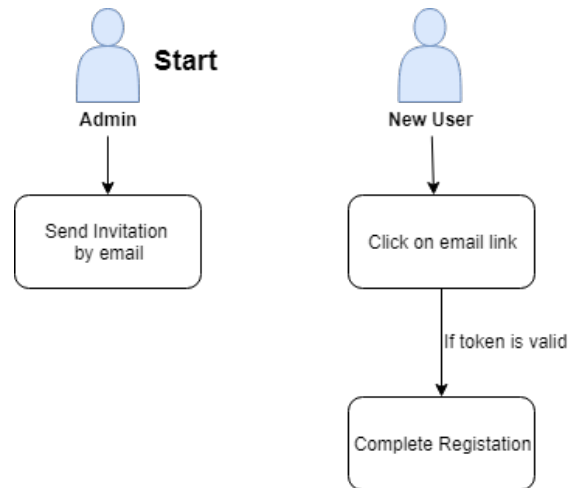 Start
Admin
New User
Send Invitation
by email
Click on email link
If token is valid
Complete Registation